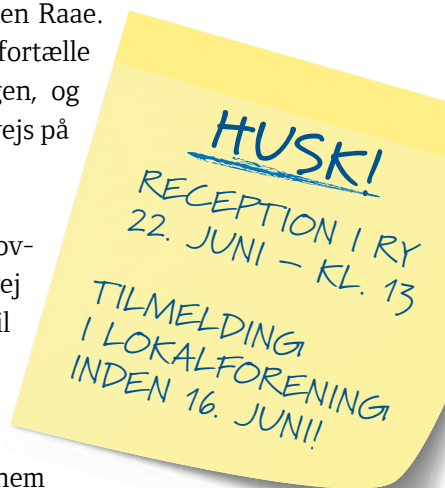 en Raae.
fortælle
gen, og
vejs på
ov-
ej
il
nem
HUSK!
RECEPTION I RY
22. JUNI – KL. 13
TILMELDING
I LOKALFORENING
INDEN 16. JUNI!